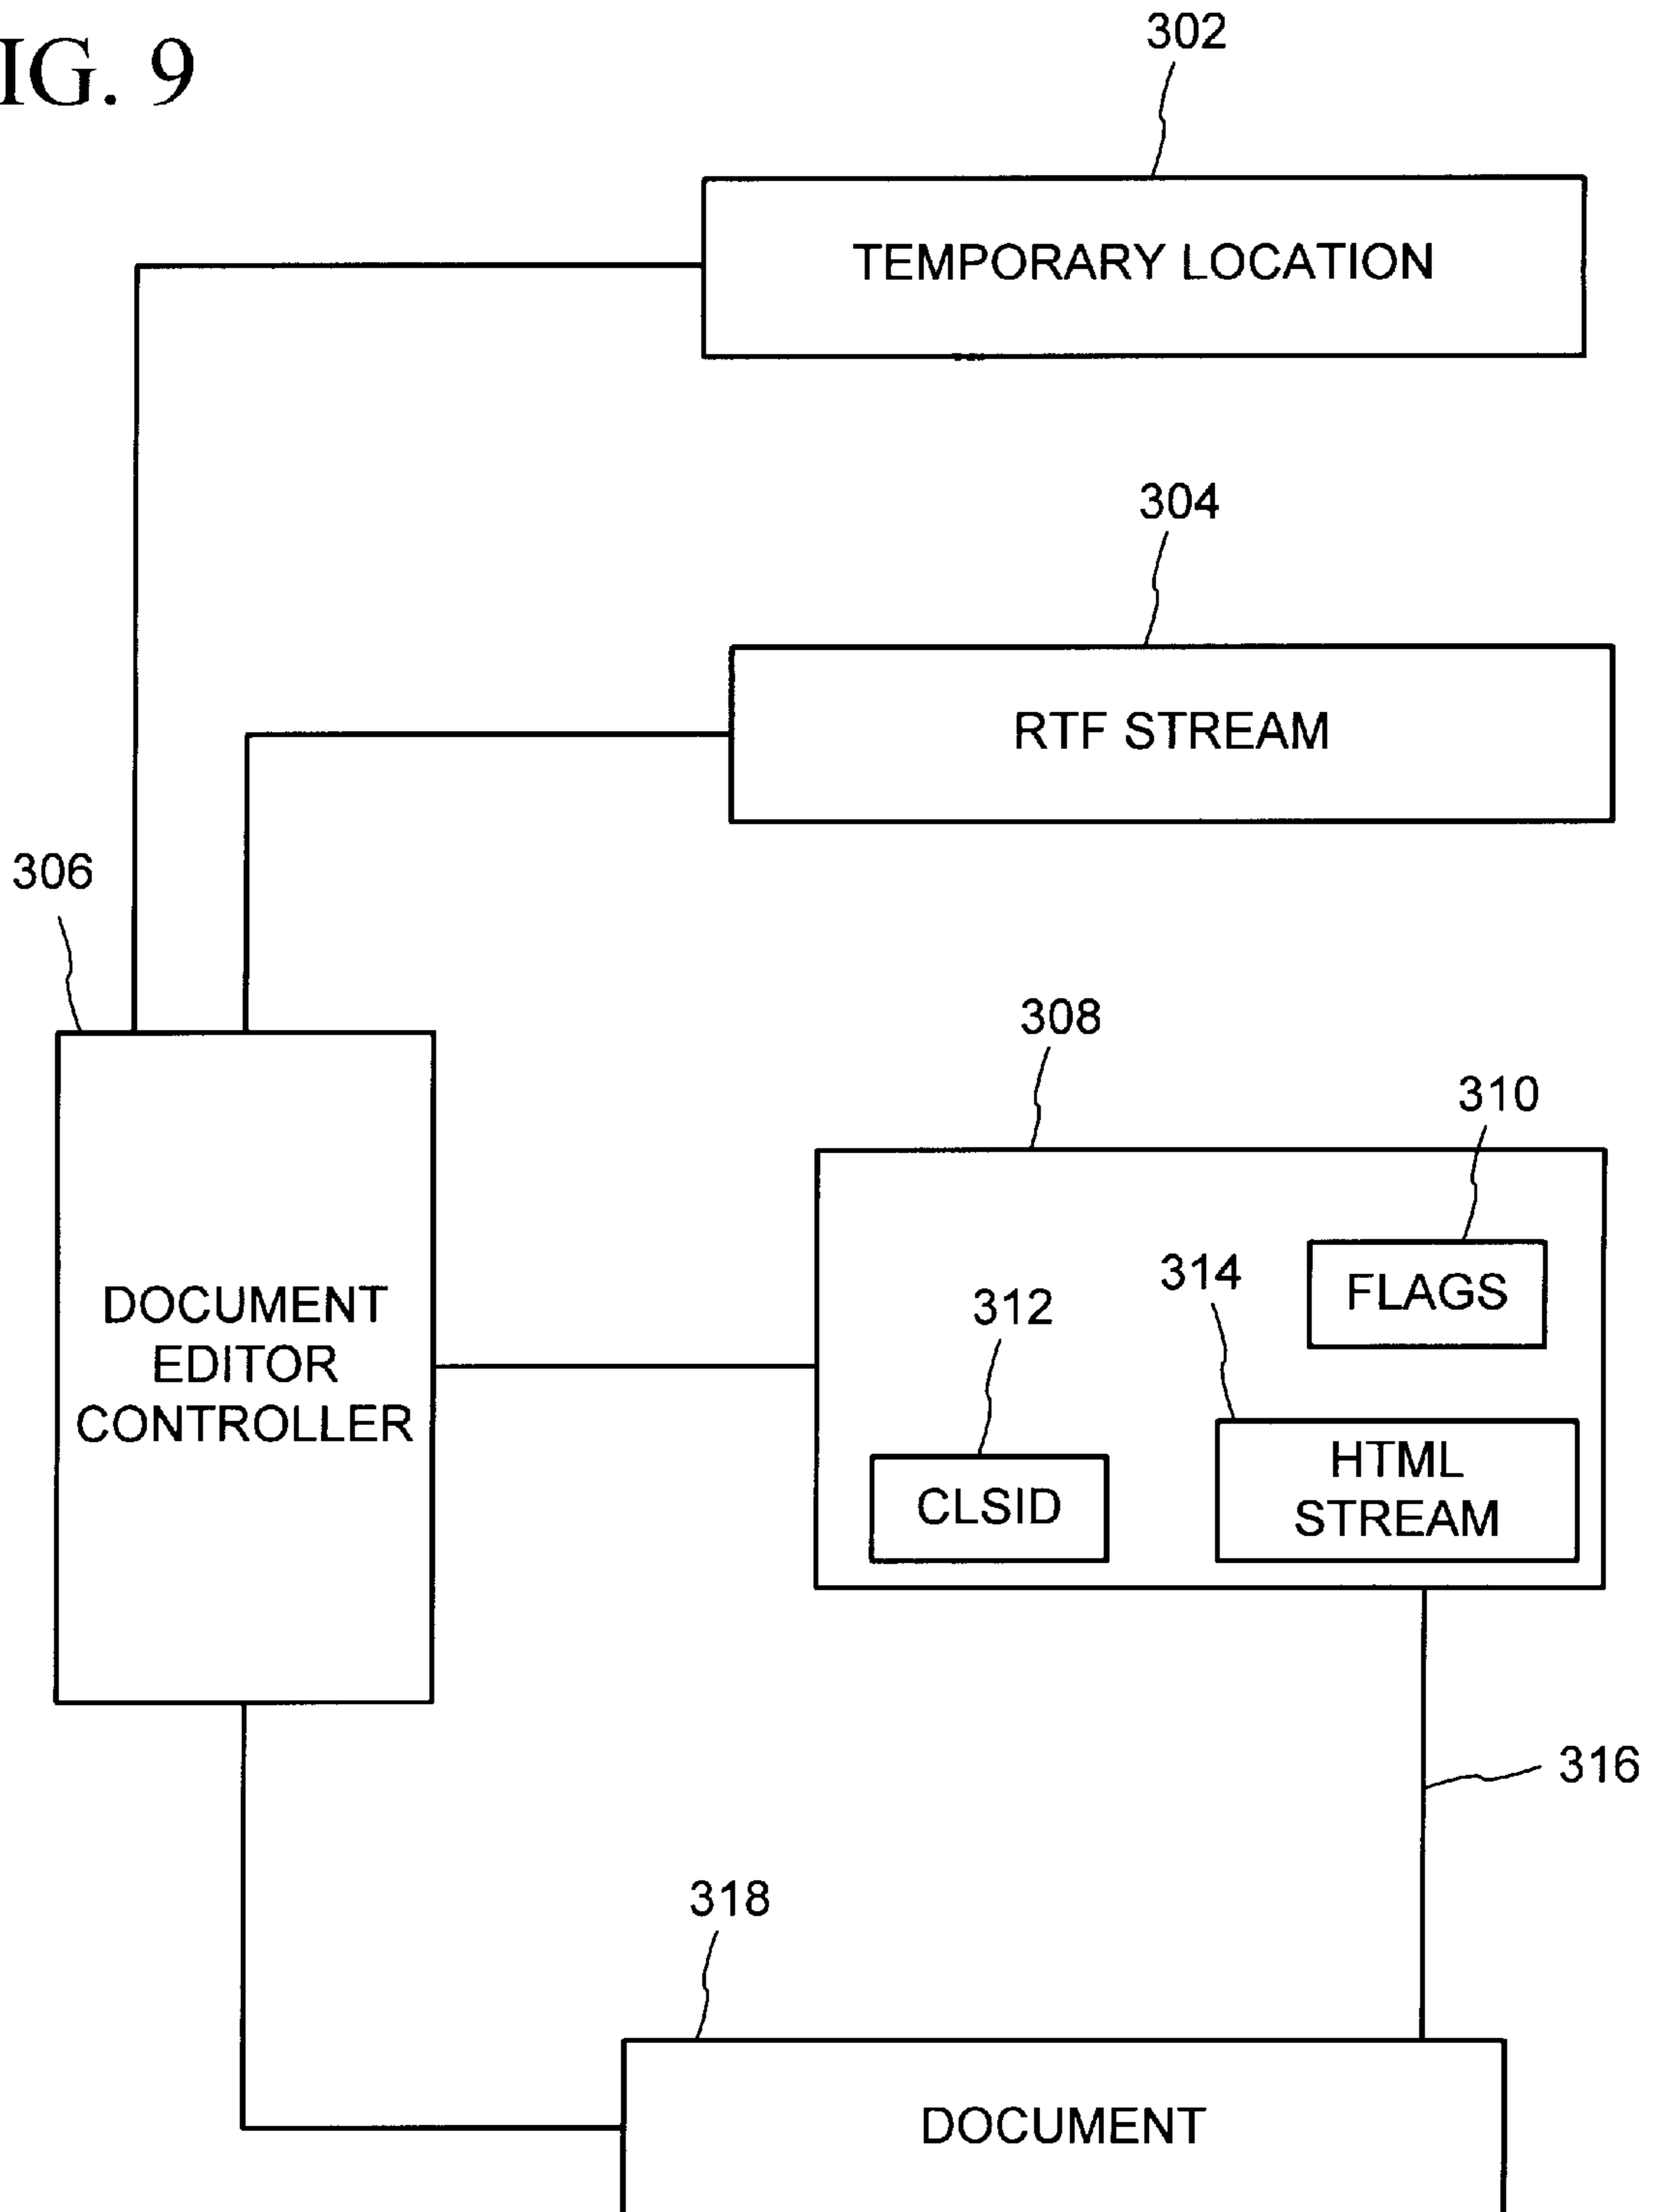 IG. 9
302
TEMPORARY LOCATION
304
RTF STREAM
306
308
310
FLAGS
314
312
DOCUMENT
EDITOR
CONTROLLER
HTML
STREAM
CLSID
316
318
DOCUMENT